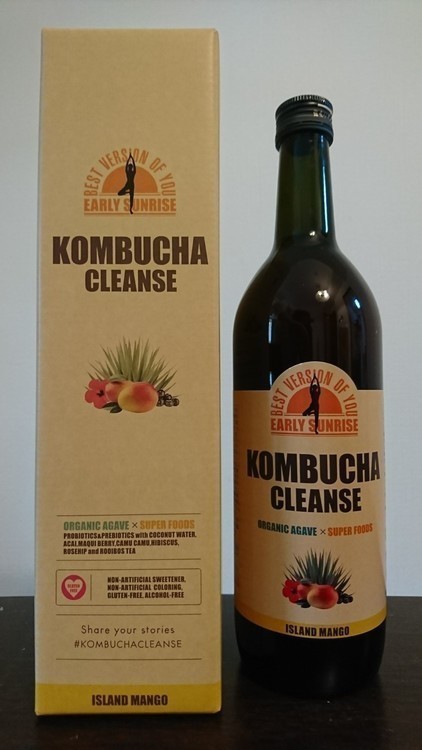 BEST VERSION OF YOU
EARLY SUNRISE
KOMBUCHA
CLEANSE
ORGANIC AGAVE × SUPER FOODS
PROBIOTICS&PREBIOTICS with COCONUT WATER,
ACAI,MAQUI BERRY,CAMU CAMU,HIBISCUS,
ROSEHIP and ROOIBOS TEA
GLUTEN
FREE
NON-ARTIFICIAL SWEETENER,
NON-ARTIFICIAL COLORING,
GLUTEN-FREE, ALCOHOL-FREE
Share your stories
#KOMBUCHACLEANSE
ISLAND MANGO
BEST VERSION OF YOU
EARLY SUNRISE
KOMBUCHA
CLEANSE
ORGANIC AGAVE × SUPER FOODS
ISLAND MANGO